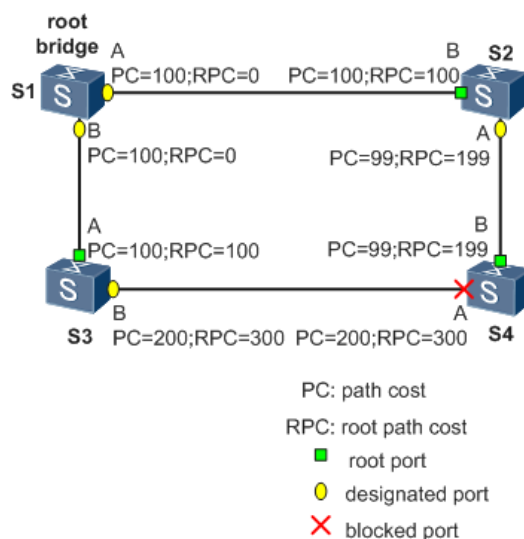 root
bridge
A
B
S2
PC=100;RPC=0
PC=100;RPC=100
S1
S
S
B
A
PC=100;RPC=0
PC=99;RPC=199
A
B
PC=100;RPC=100
PC=99;RPC=199
S
S
B
A
S3
S4
PC=200;RPC=300
PC=200;RPC=300
PC: path cost
RPC: root path cost
root port
designated port
blocked port